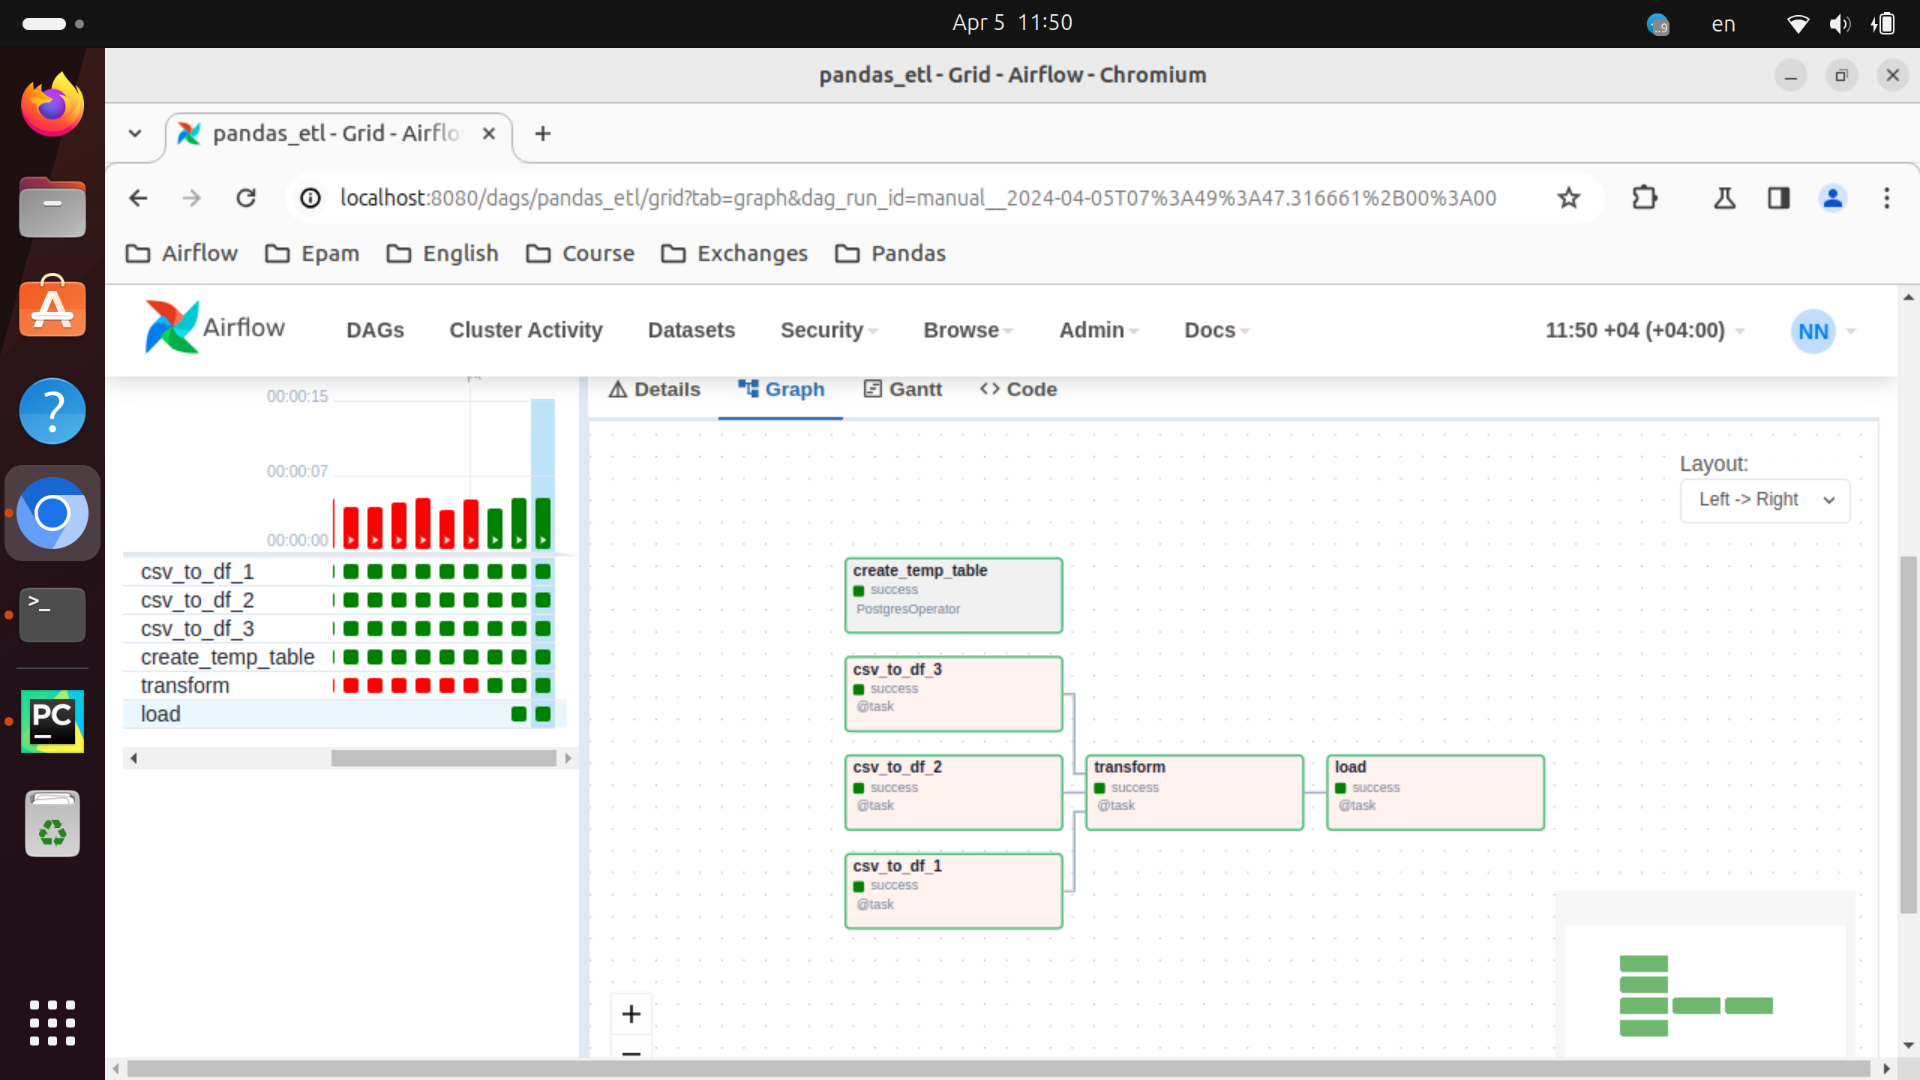 Apr 5 11:50
en
pandas_etl - Grid - Airflow - Chromium
pandas_etl - Grid - Airflo
localhost:8080/dags/pandas_etl/grid?tab=graph&dag_run_id=manual__2024-04-05T07%3A49%3A47.316661%2B00%3A00
Airflow Epam English Course Exchanges Pandas
Airflow DAGs Cluster Activity Datasets Security Browse Admin Docs 11:50 +04 (+04:00) NN
Details Graph Gantt <> Code
00:00:15
00:00:07
00:00:00
csv_to_df_1
csv_to_df_2
csv_to_df_3
create_temp_table
transform
load
Layout:
Left -> Right
create_temp_table
success
PostgresOperator
csv_to_df_3
success
@task
csv_to_df_2
success
@task
transform
success
@task
load
success
@task
csv_to_df_1
success
@task
PC